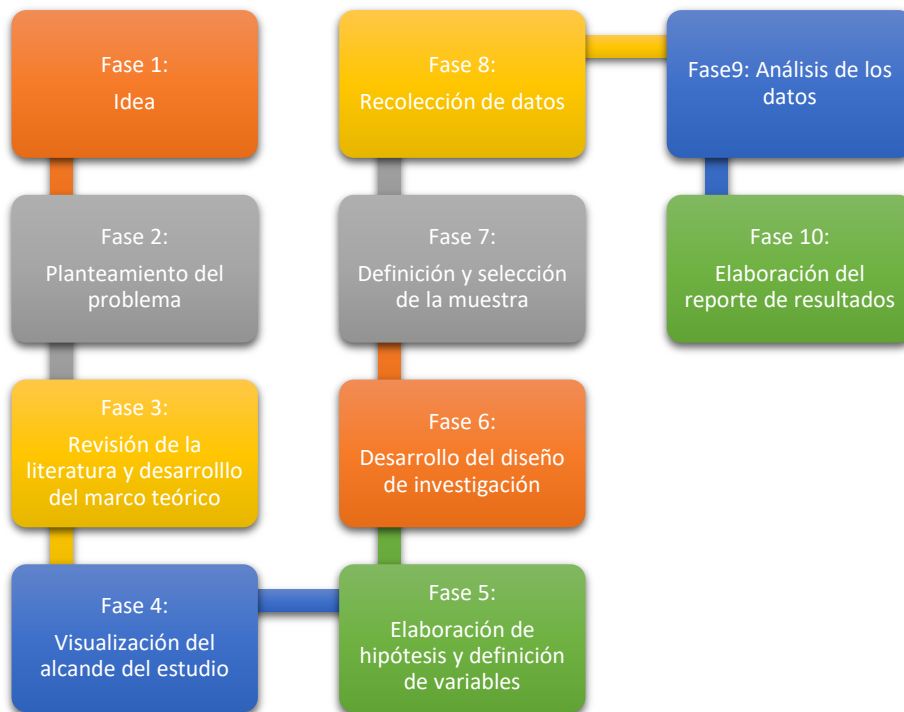 Fase 1:
Idea
Fase 2:
Planteamiento del
problema
Fase 3:
Revisión de la
literatura y desarrolllo
del marco teórico
Fase 4:
Visualización del
alcande del estudio
Fase 5:
Elaboración de
hipótesis y definición
de variables
Fase 6:
Desarrollo del diseño
de investigación
Fase 7:
Definición y selección
de la muestra
Fase 8:
Recolección de datos
Fase9: Análisis de los
datos
Fase 10:
Elaboración del
reporte de resultados